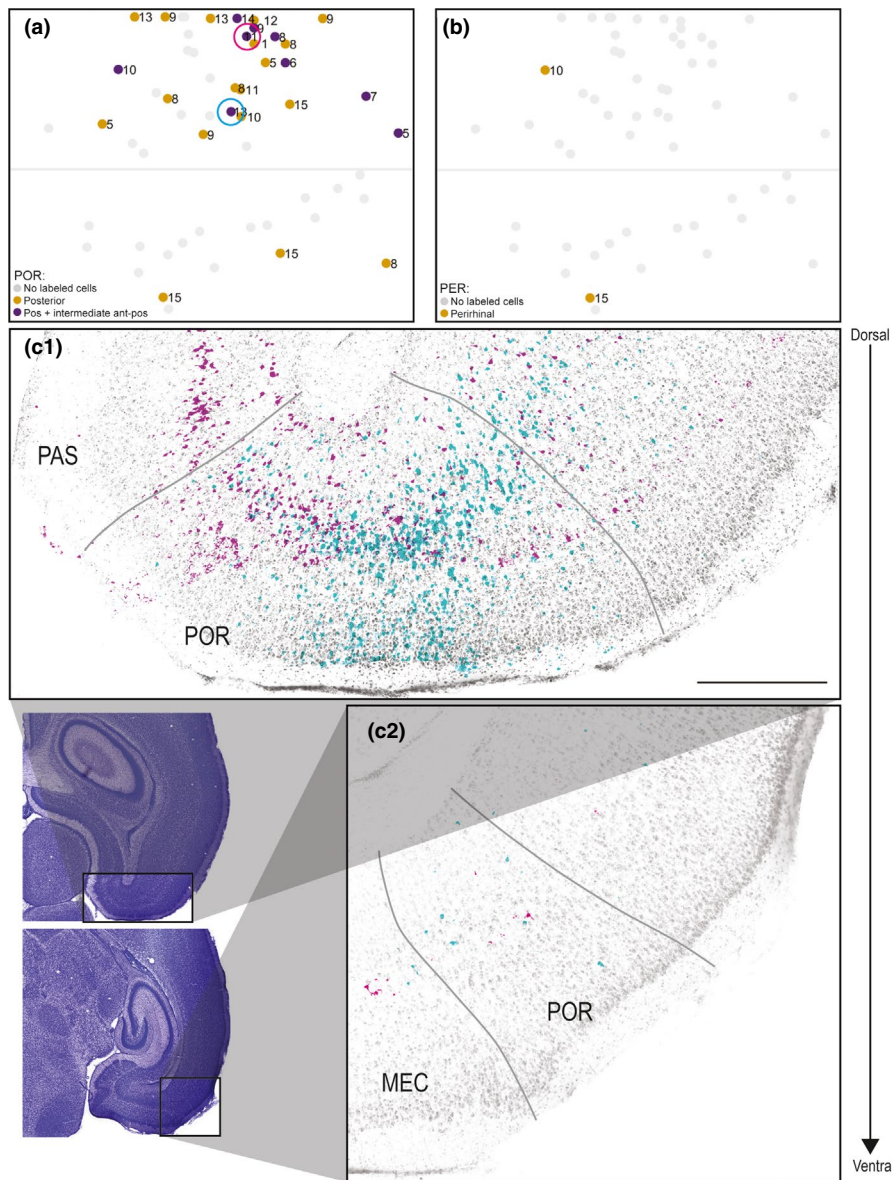 (a)
13 9 13 14 12 9
9
11 1 8 8
5 6
10
8 11
8 15 7
13 10
5 9 5
15
8
15
POR:
No labeled cells
Posterior
Pos + intermediate ant-pos
(b)
10
15
PER:
No labeled cells
Perirhinal
(c1)
PAS
POR
(c2)
POR
MEC
Dorsal
Ventra